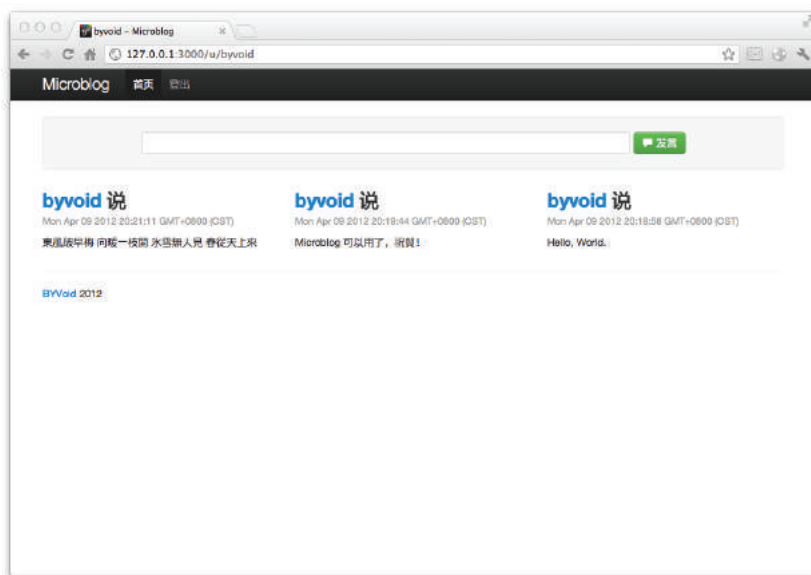 byvoid - Microblog
127.0.0.1:3000/u/byvoid
Microblog 首页 登出
发言
byvoid 说
Mon Apr 09 2012 20:21:11 GMT+0800 (CST)
東風破早梅 向暖一枝開 冰雪無人見 春從天上來
byvoid 说
Mon Apr 09 2012 20:19:44 GMT+0800 (CST)
Microblog 可以用了，祝賀！
byvoid 说
Mon Apr 09 2012 20:18:56 GMT+0800 (CST)
Hello, World.
BYVoid 2012